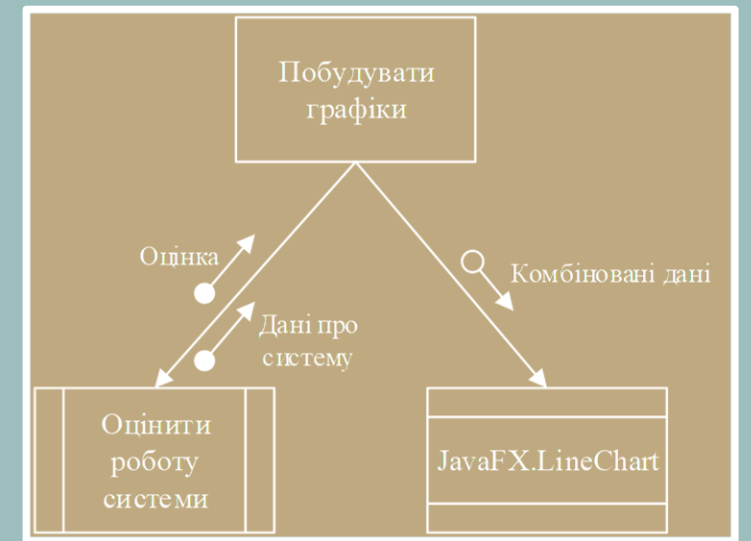 Побудувати
графіки
Оцінка
Комбіновані дані
Дані про
систему
Оцінити
роботу
системи
JavaFX.LineChart